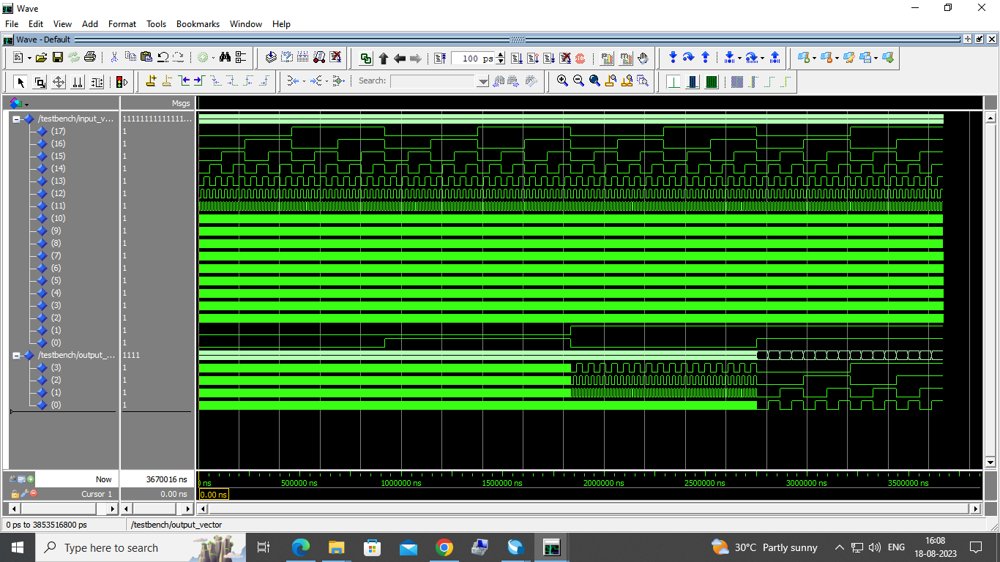 Wave
File Edit View Add Format Tools Bookmarks Window Help
Wave - Default
100 ps
Search:
Msgs
/testbench/input_v... 11111111111111...
(17) 1
(16) 1
(15) 1
(14) 1
(13) 1
(12) 1
(11) 1
(10) 1
(9) 1
(8) 1
(7) 1
(6) 1
(5) 1
(4) 1
(3) 1
(2) 1
(1) 1
(0) 1
/testbench/output_... 1111
(3) 1
(2) 1
(1) 1
(0) 1
Now 3670016 ns ns 500000 ns 1000000 ns 1500000 ns 2000000 ns 2500000 ns 3000000 ns 3500000 ns
Cursor 1 0.00 ns 0.00 ns
0 ps to 3853516800 ps /testbench/output_vector
Type here to search 30°C Partly sunny ENG 16:08
18-08-2023